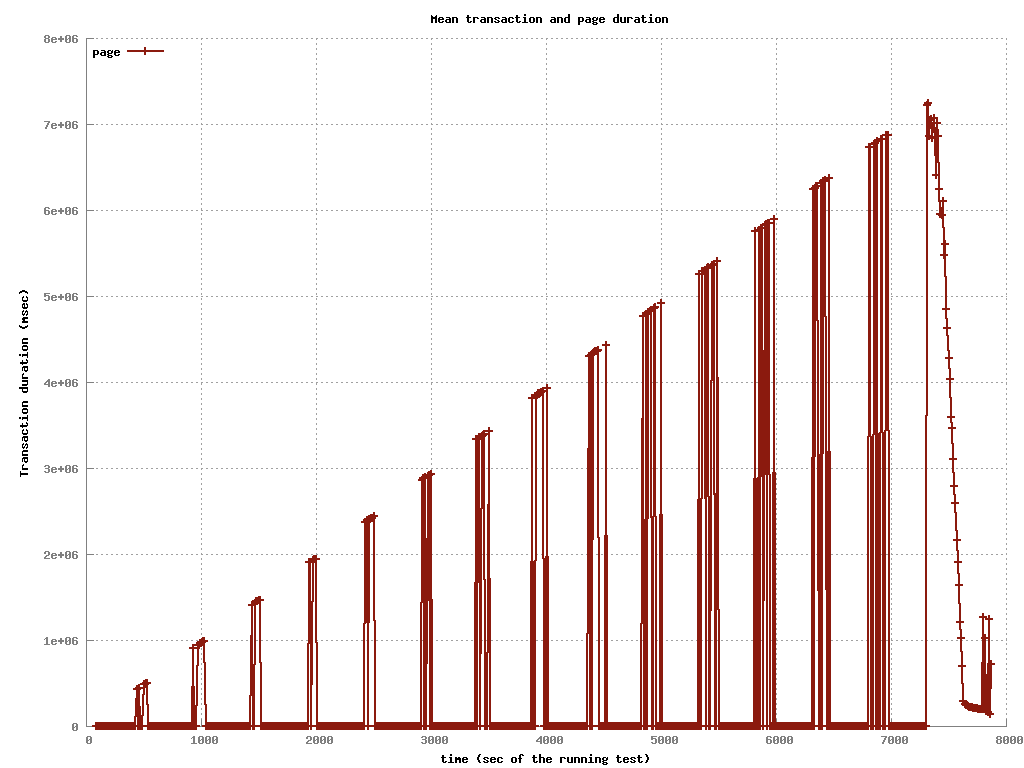 Mean transaction and page duration
page
8e+06
7e+06
6e+06
5e+06
4e+06
3e+06
2e+06
1e+06
0
Transaction duration (msec)
0 1000 2000 3000 4000 5000 6000 7000 8000
time (sec of the running test)